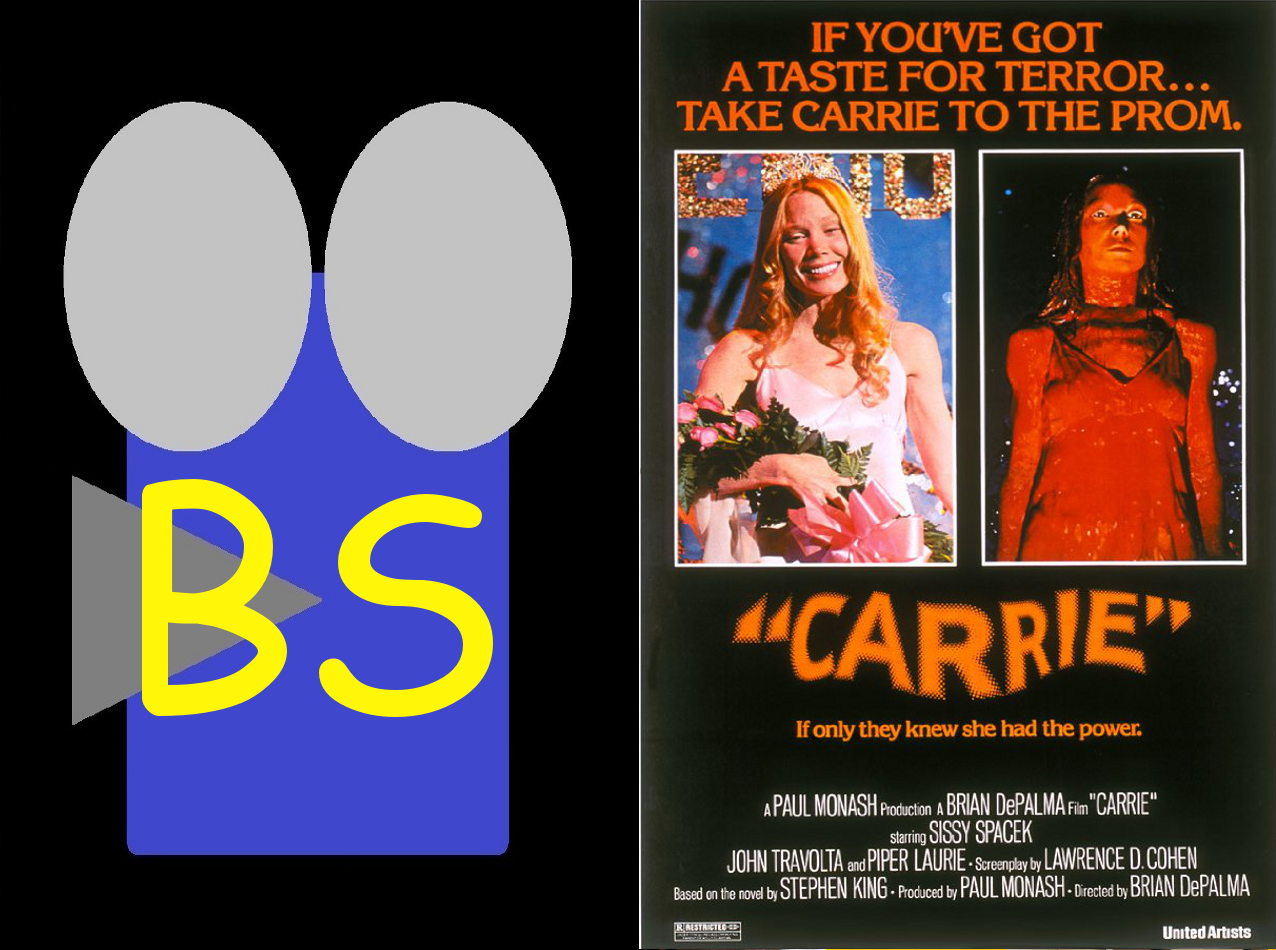 BS
IF YOU'VE GOT
A TASTE FOR TERROR...
TAKE CARRIE TO THE PROM.
"CARRIE"
If only they knew she had the power.
A PAUL MONASH Production A BRIAN DePALMA Film "CARRIE"
starring SISSY SPACEK
JOHN TRAVOLTA and PIPER LAURIE • Screenplay by LAWRENCE D. COHEN
Based on the novel by STEPHEN KING • Produced by PAUL MONASH • Directed by BRIAN DePALMA
R RESTRICTED
United Artists